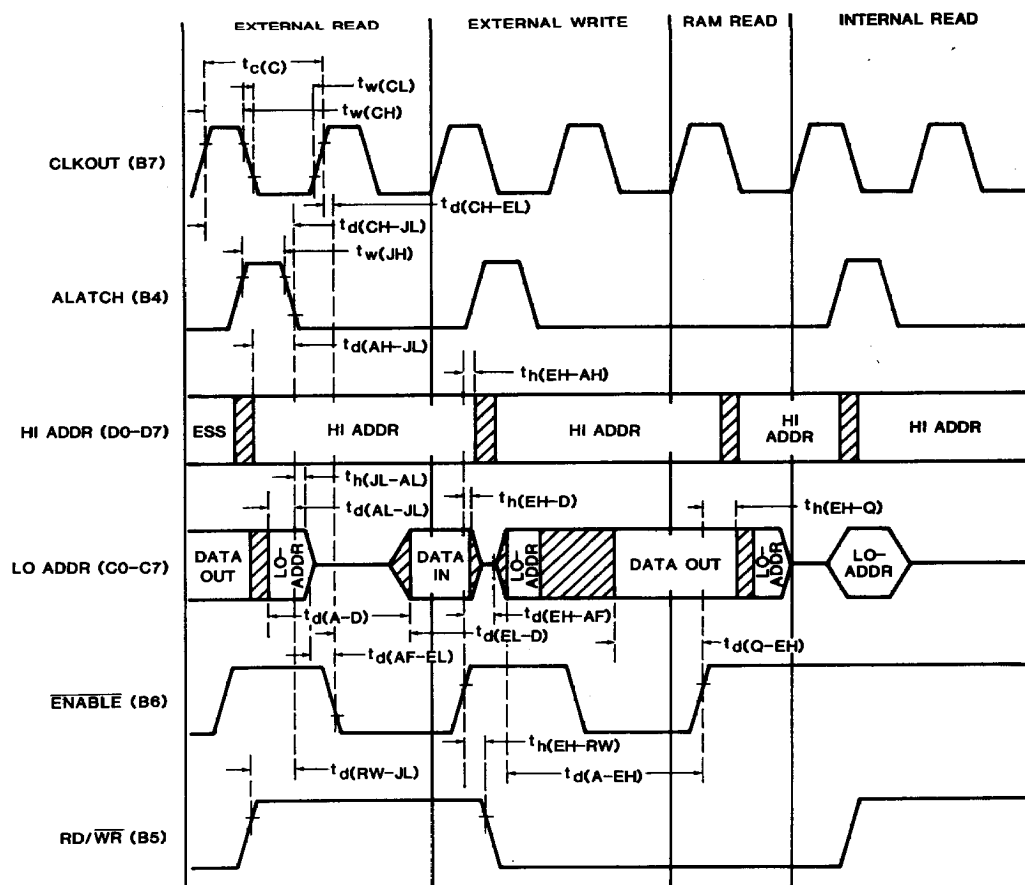 EXTERNAL READ EXTERNAL WRITE RAM READ INTERNAL READ
tc(C)
tw(CL)
tw(CH)
CLKOUT (B7)
td(CH–EL)
td(CH–JL)
tw(JH)
ALATCH (B4)
td(AH–JL)
th(EH–AH)
HI ADDR (D0–D7) ESS HI ADDR HI ADDR HI ADDR HI ADDR
th(JL–AL)
td(AL–JL)
th(EH–D)
th(EH–Q)
LO ADDR (C0–C7) DATA OUT LO–ADDR DATA IN LO–ADDR DATA OUT LO–ADDR LO–ADDR
td(A–D)
td(EH–AF)
td(EL–D)
td(Q–EH)
td(AF–EL)
ENABLE (B6)
th(EH–RW)
td(RW–JL)
td(A–EH)
RD/WR (B5)